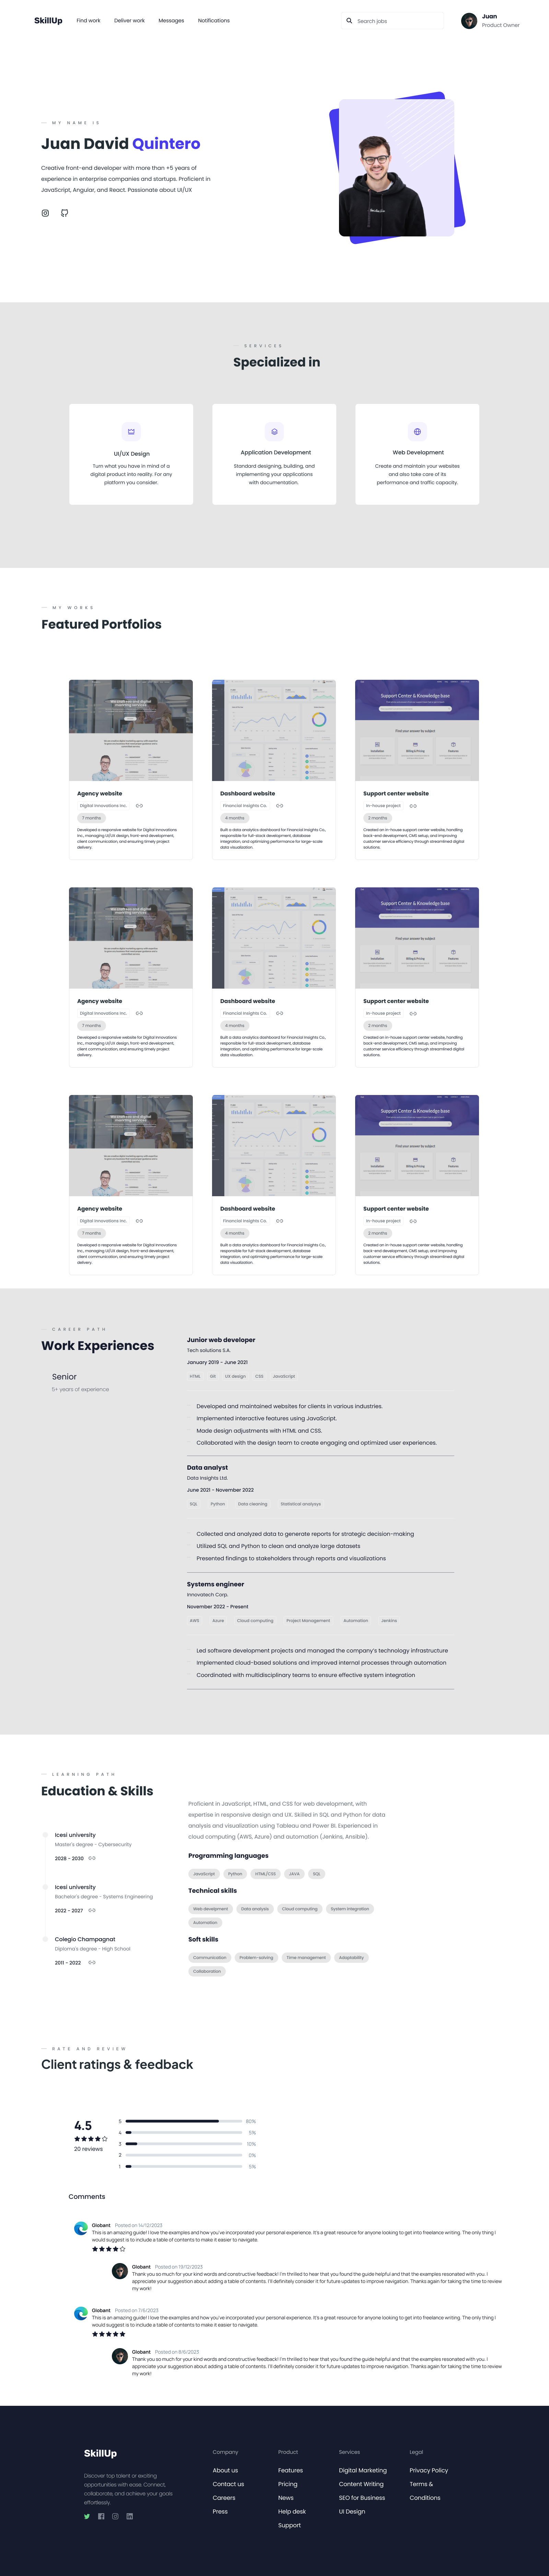 SkillUp
Find work
Deliver work
Messages
Notifications
Search jobs
Juan
Product Owner
MY NAME IS
Juan David Quintero
Creative front-end developer with more than +5 years of
experience in enterprise companies and startups. Proficient in
JavaScript, Angular, and React. Passionate about UI/UX
SERVICES
Specialized in
UI/UX Design
Turn what you have in mind of a
digital product into reality. For any
platform you consider.
Application Development
Standard designing, building, and
implementing your applications
with documentation.
Web Development
Create and maintain your websites
and also take care of its
performance and traffic capacity.
MY WORKS
Featured Portfolios
Agency website
Digital Innovations Inc.
7 months
Developed a responsive website for Digital Innovations
Inc., managing UI/UX design, front-end development,
client communication, and ensuring timely project
delivery.
Support Center & Knowledge base
Find your answer by subject
Dashboard website
Financial Insights Co.
4 months
Built a data analytics dashboard for Financial Insights Co.,
responsible for full-stack development, database
integration, and optimizing performance for large-scale
data visualization.
Support center website
In-house project
2 months
Created an in-house support center website, handling
back-end development, CMS setup, and improving
customer service efficiency through streamlined digital
solutions.
Agency website
Digital Innovations Inc.
7 months
Developed a responsive website for Digital Innovations
Inc., managing UI/UX design, front-end development,
client communication, and ensuring timely project
delivery.
Support Center & Knowledge base
Find your answer by subject
Dashboard website
Financial Insights Co.
4 months
Built a data analytics dashboard for Financial Insights Co.,
responsible for full-stack development, database
integration, and optimizing performance for large-scale
data visualization.
Support center website
In-house project
2 months
Created an in-house support center website, handling
back-end development, CMS setup, and improving
customer service efficiency through streamlined digital
solutions.
Agency website
Digital Innovations Inc.
7 months
Developed a responsive website for Digital Innovations
Inc., managing UI/UX design, front-end development,
client communication, and ensuring timely project
delivery.
Support Center & Knowledge base
Find your answer by subject
Dashboard website
Financial Insights Co.
4 months
Built a data analytics dashboard for Financial Insights Co.,
responsible for full-stack development, database
integration, and optimizing performance for large-scale
data visualization.
Support center website
In-house project
2 months
Created an in-house support center website, handling
back-end development, CMS setup, and improving
customer service efficiency through streamlined digital
solutions.
CAREER PATH
Work Experiences
Senior
5+ years of experience
Junior web developer
Tech solutions S.A.
January 2019 - June 2021
HTML Git UX design CSS JavaScript
Developed and maintained websites for clients in various industries.
Implemented interactive features using JavaScript.
Made design adjustments with HTML and CSS.
Collaborated with the design team to create engaging and optimized user experiences.
Data analyst
Data Insights Ltd.
June 2021 - November 2022
SQL Python Data cleaning Statistical analysys
Collected and analyzed data to generate reports for strategic decision-making
Utilized SQL and Python to clean and analyze large datasets
Presented findings to stakeholders through reports and visualizations
Systems engineer
Innovatech Corp.
November 2022 - Present
AWS Azure Cloud computing Project Management Automation Jenkins
Led software development projects and managed the company's technology infrastructure
Implemented cloud-based solutions and improved internal processes through automation
Coordinated with multidisciplinary teams to ensure effective system integration
LEARNING PATH
Education & Skills
Icesi university
Master's degree - Cybersecurity
2028 - 2030
Icesi university
Bachelor's degree - Systems Engineering
2022 - 2027
Colegio Champagnat
Diploma's degree - High School
2011 - 2022
Proficient in JavaScript, HTML, and CSS for web development, with
expertise in responsive design and UX. Skilled in SQL and Python for data
analysis and visualization using Tableau and Power BI. Experienced in
cloud computing (AWS, Azure) and automation (Jenkins, Ansible).
Programming languages
JavaScript Python HTML/CSS JAVA SQL
Technical skills
Web develpment Data analysis Cloud computing System integration
Automation
Soft skills
Communication Problem-solving Time management Adaptability
Collaboration
RATE AND REVIEW
Client ratings & feedback
4.5
20 reviews
5 80%
4 5%
3 10%
2 0%
1 5%
Comments
Globant Posted on 14/12/2023
This is an amazing guide! I love the examples and how you've incorporated your personal experience. It's a great resource for anyone looking to get into freelance writing. The only thing I
would suggest is to include a table of contents to make it easier to navigate.
Globant Posted on 19/12/2023
Thank you so much for your kind words and constructive feedback! I'm thrilled to hear that you found the guide helpful and that the examples resonated with you. I
appreciate your suggestion about adding a table of contents. I'll definitely consider it for future updates to improve navigation. Thanks again for taking the time to review
my work!
Globant Posted on 7/6/2023
This is an amazing guide! I love the examples and how you've incorporated your personal experience. It's a great resource for anyone looking to get into freelance writing. The only thing I
would suggest is to include a table of contents to make it easier to navigate.
Globant Posted on 8/6/2023
Thank you so much for your kind words and constructive feedback! I'm thrilled to hear that you found the guide helpful and that the examples resonated with you. I
appreciate your suggestion about adding a table of contents. I'll definitely consider it for future updates to improve navigation. Thanks again for taking the time to review
my work!
SkillUp
Discover top talent or exciting
opportunities with ease. Connect,
collaborate, and achieve your goals
effortlessly.
Company
About us
Contact us
Careers
Press
Product
Features
Pricing
News
Help desk
Support
Services
Digital Marketing
Content Writing
SEO for Business
UI Design
Legal
Privacy Policy
Terms &
Conditions